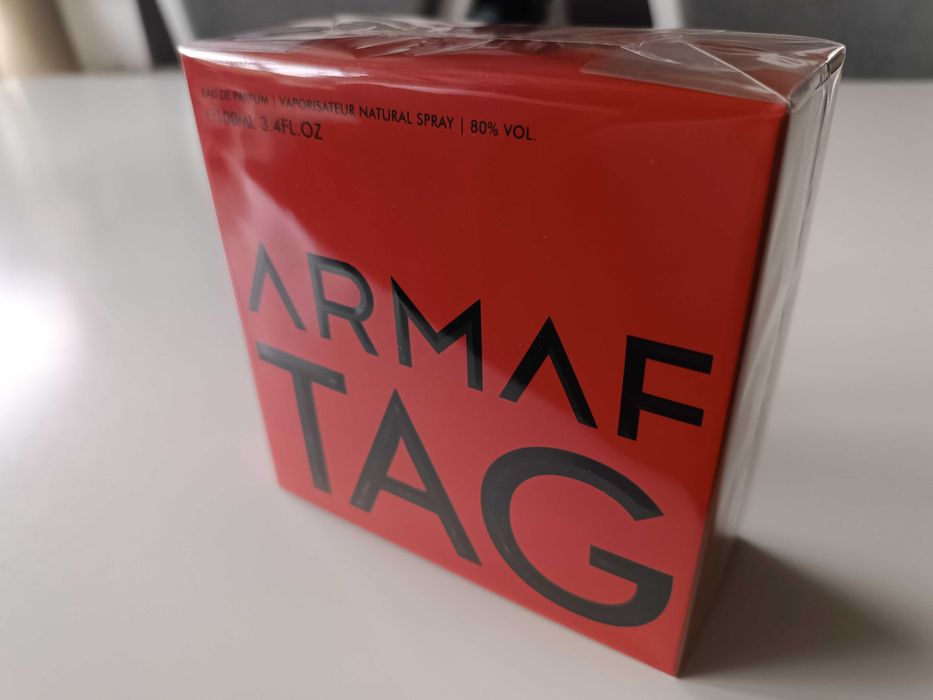 EAU DE PARFUM | VAPORISATEUR NATURAL SPRAY | 80% VOL.
℮100ML 3.4FL.OZ
ARMAF
TAG